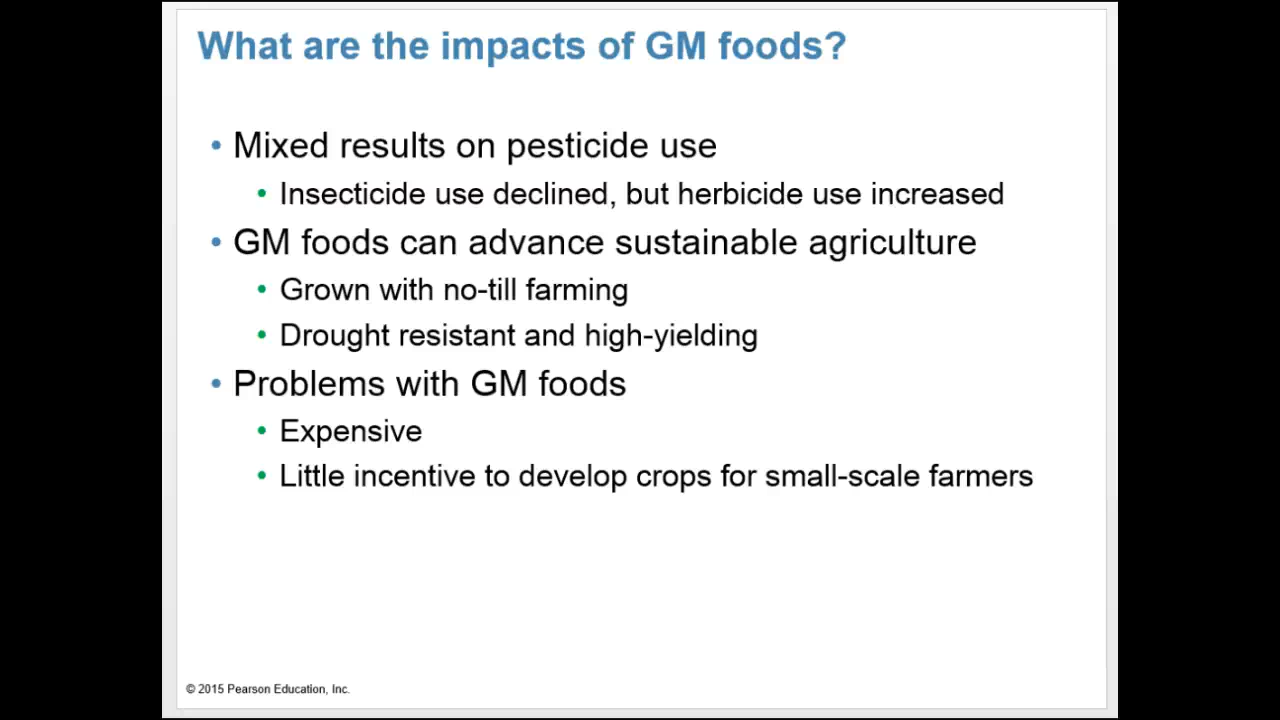 What are the impacts of GM foods?
• Mixed results on pesticide use
• Insecticide use declined, but herbicide use increased
• GM foods can advance sustainable agriculture
• Grown with no-till farming
• Drought resistant and high-yielding
• Problems with GM foods
• Expensive
• Little incentive to develop crops for small-scale farmers
© 2015 Pearson Education, Inc.